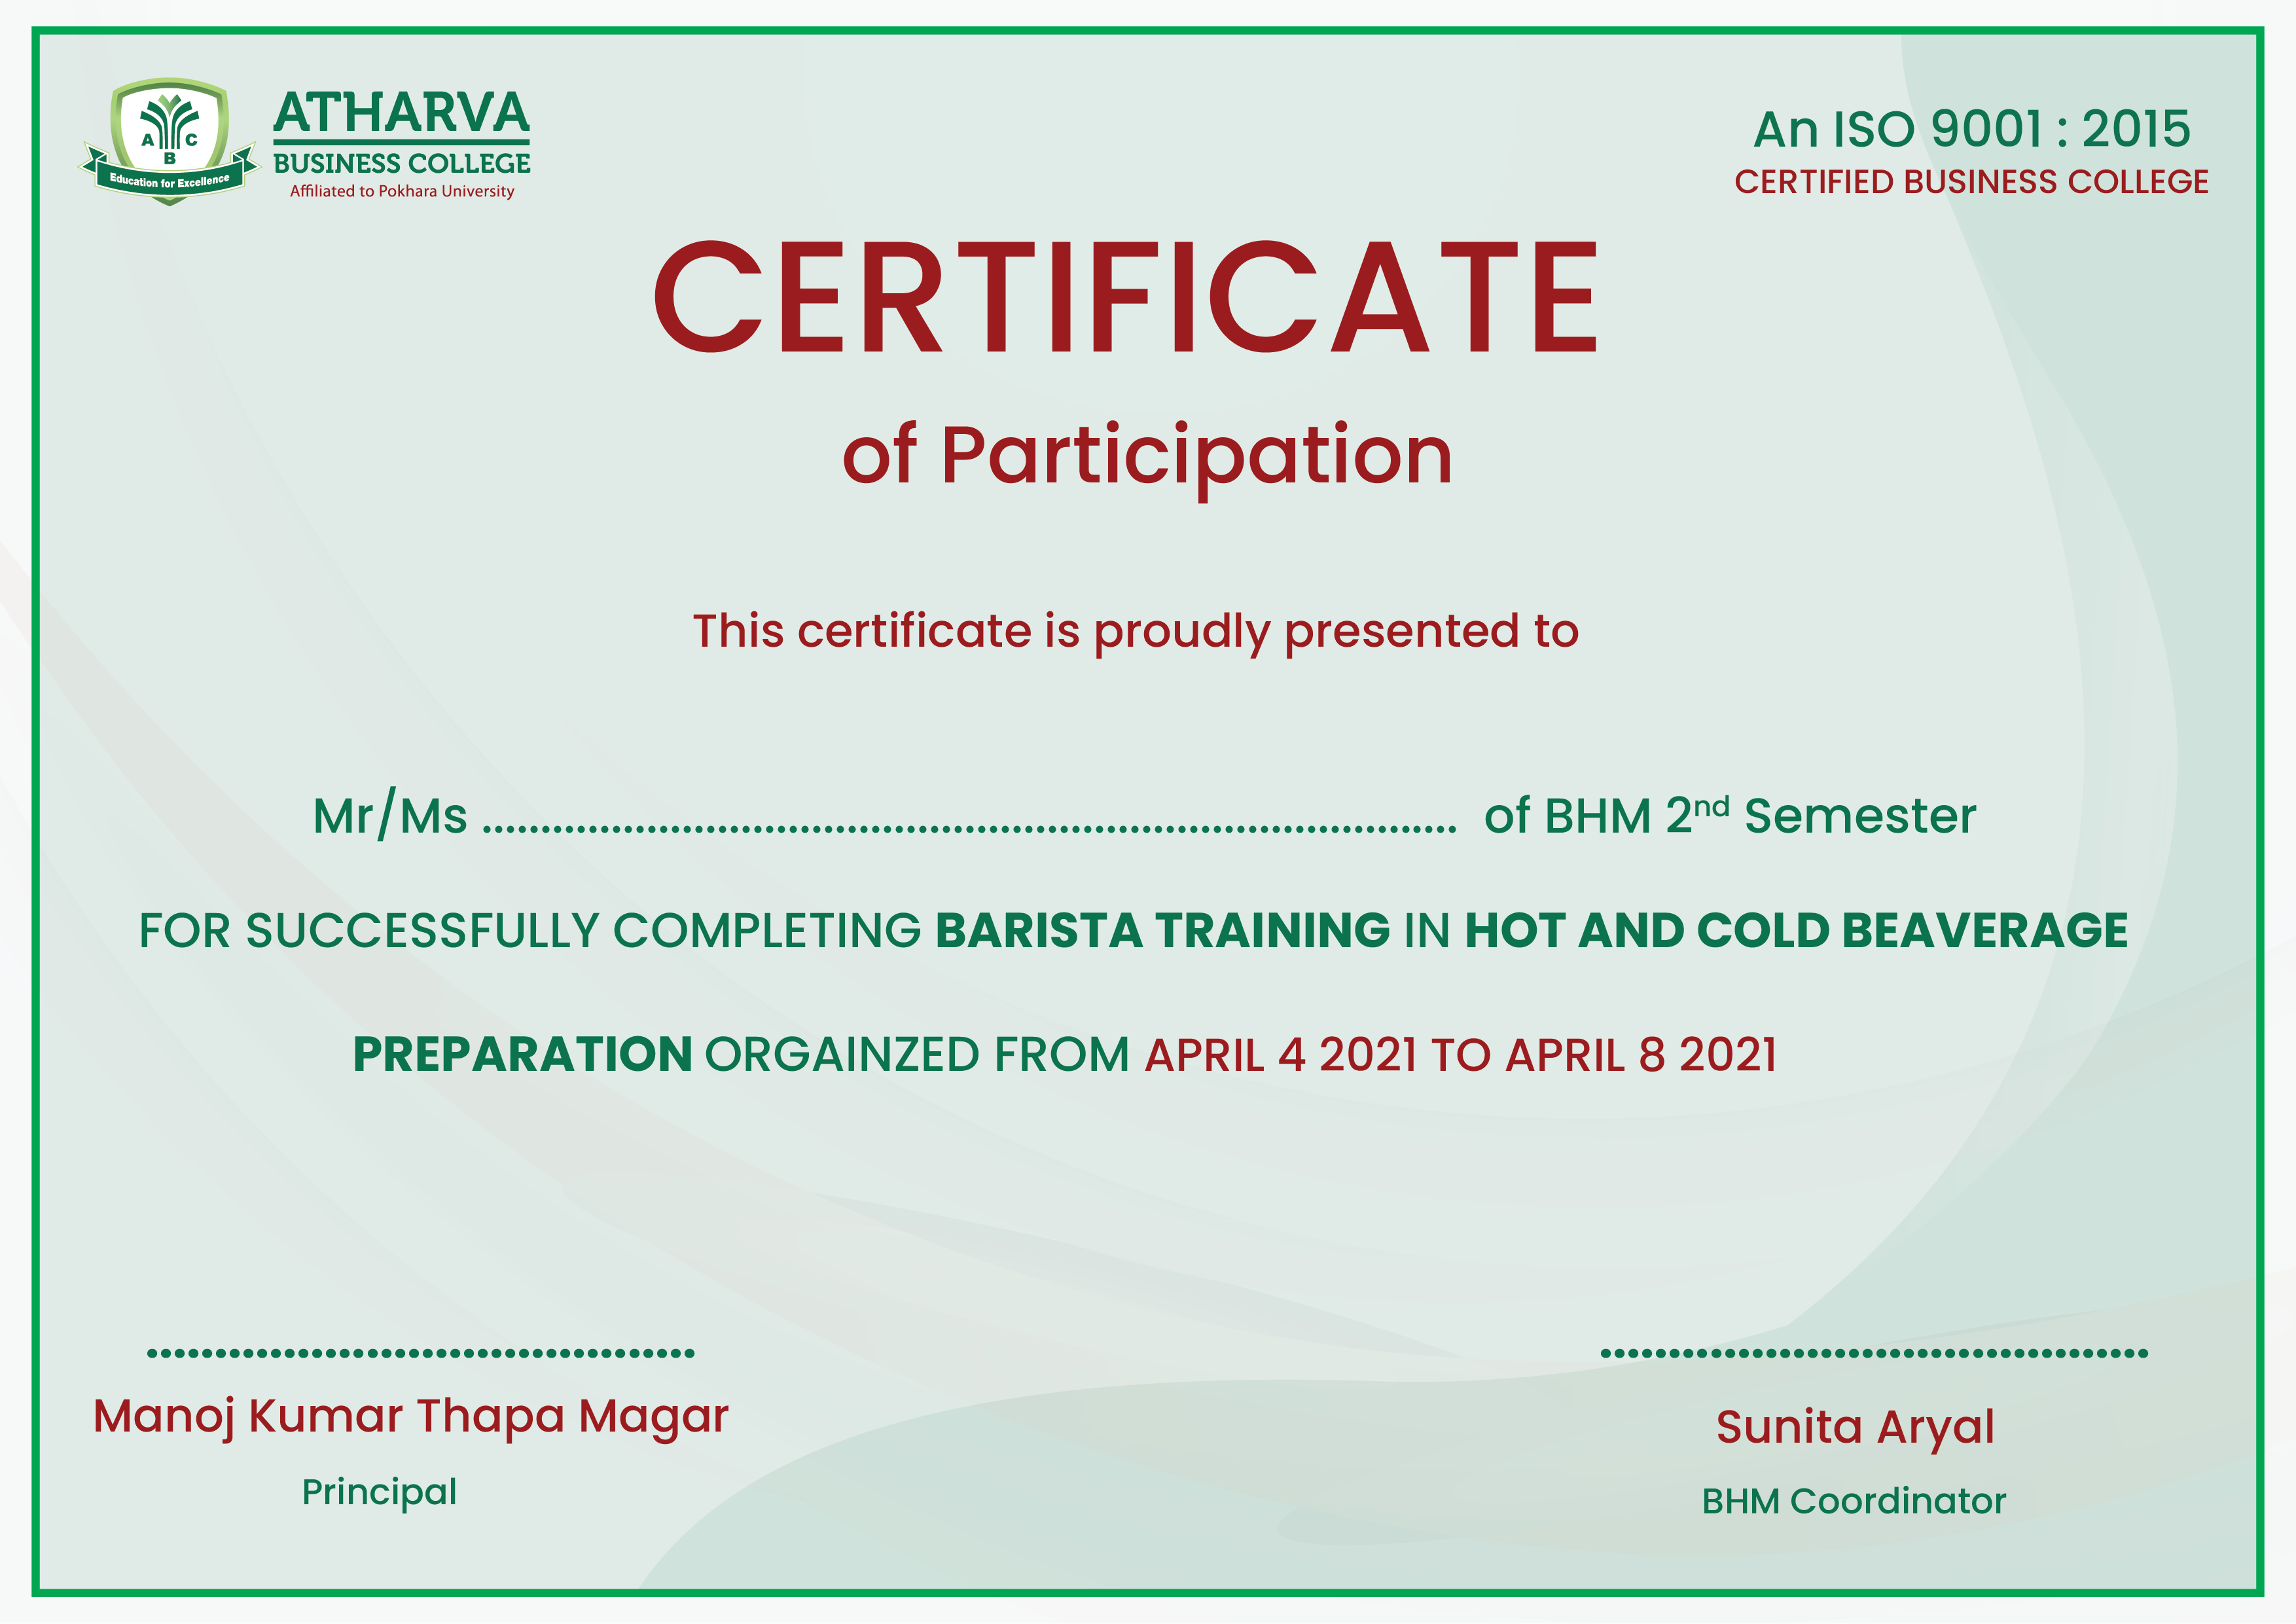 A C
B
Education for Excellence
ATHARVA
BUSINESS COLLEGE
Affiliated to Pokhara University
An ISO 9001 : 2015
CERTIFIED BUSINESS COLLEGE
CERTIFICATE
of Participation
This certificate is proudly presented to
Mr/Ms ................................................................................... of BHM 2nd Semester
FOR SUCCESSFULLY COMPLETING BARISTA TRAINING IN HOT AND COLD BEAVERAGE
PREPARATION ORGAINZED FROM APRIL 4 2021 TO APRIL 8 2021
Manoj Kumar Thapa Magar
Principal
Sunita Aryal
BHM Coordinator